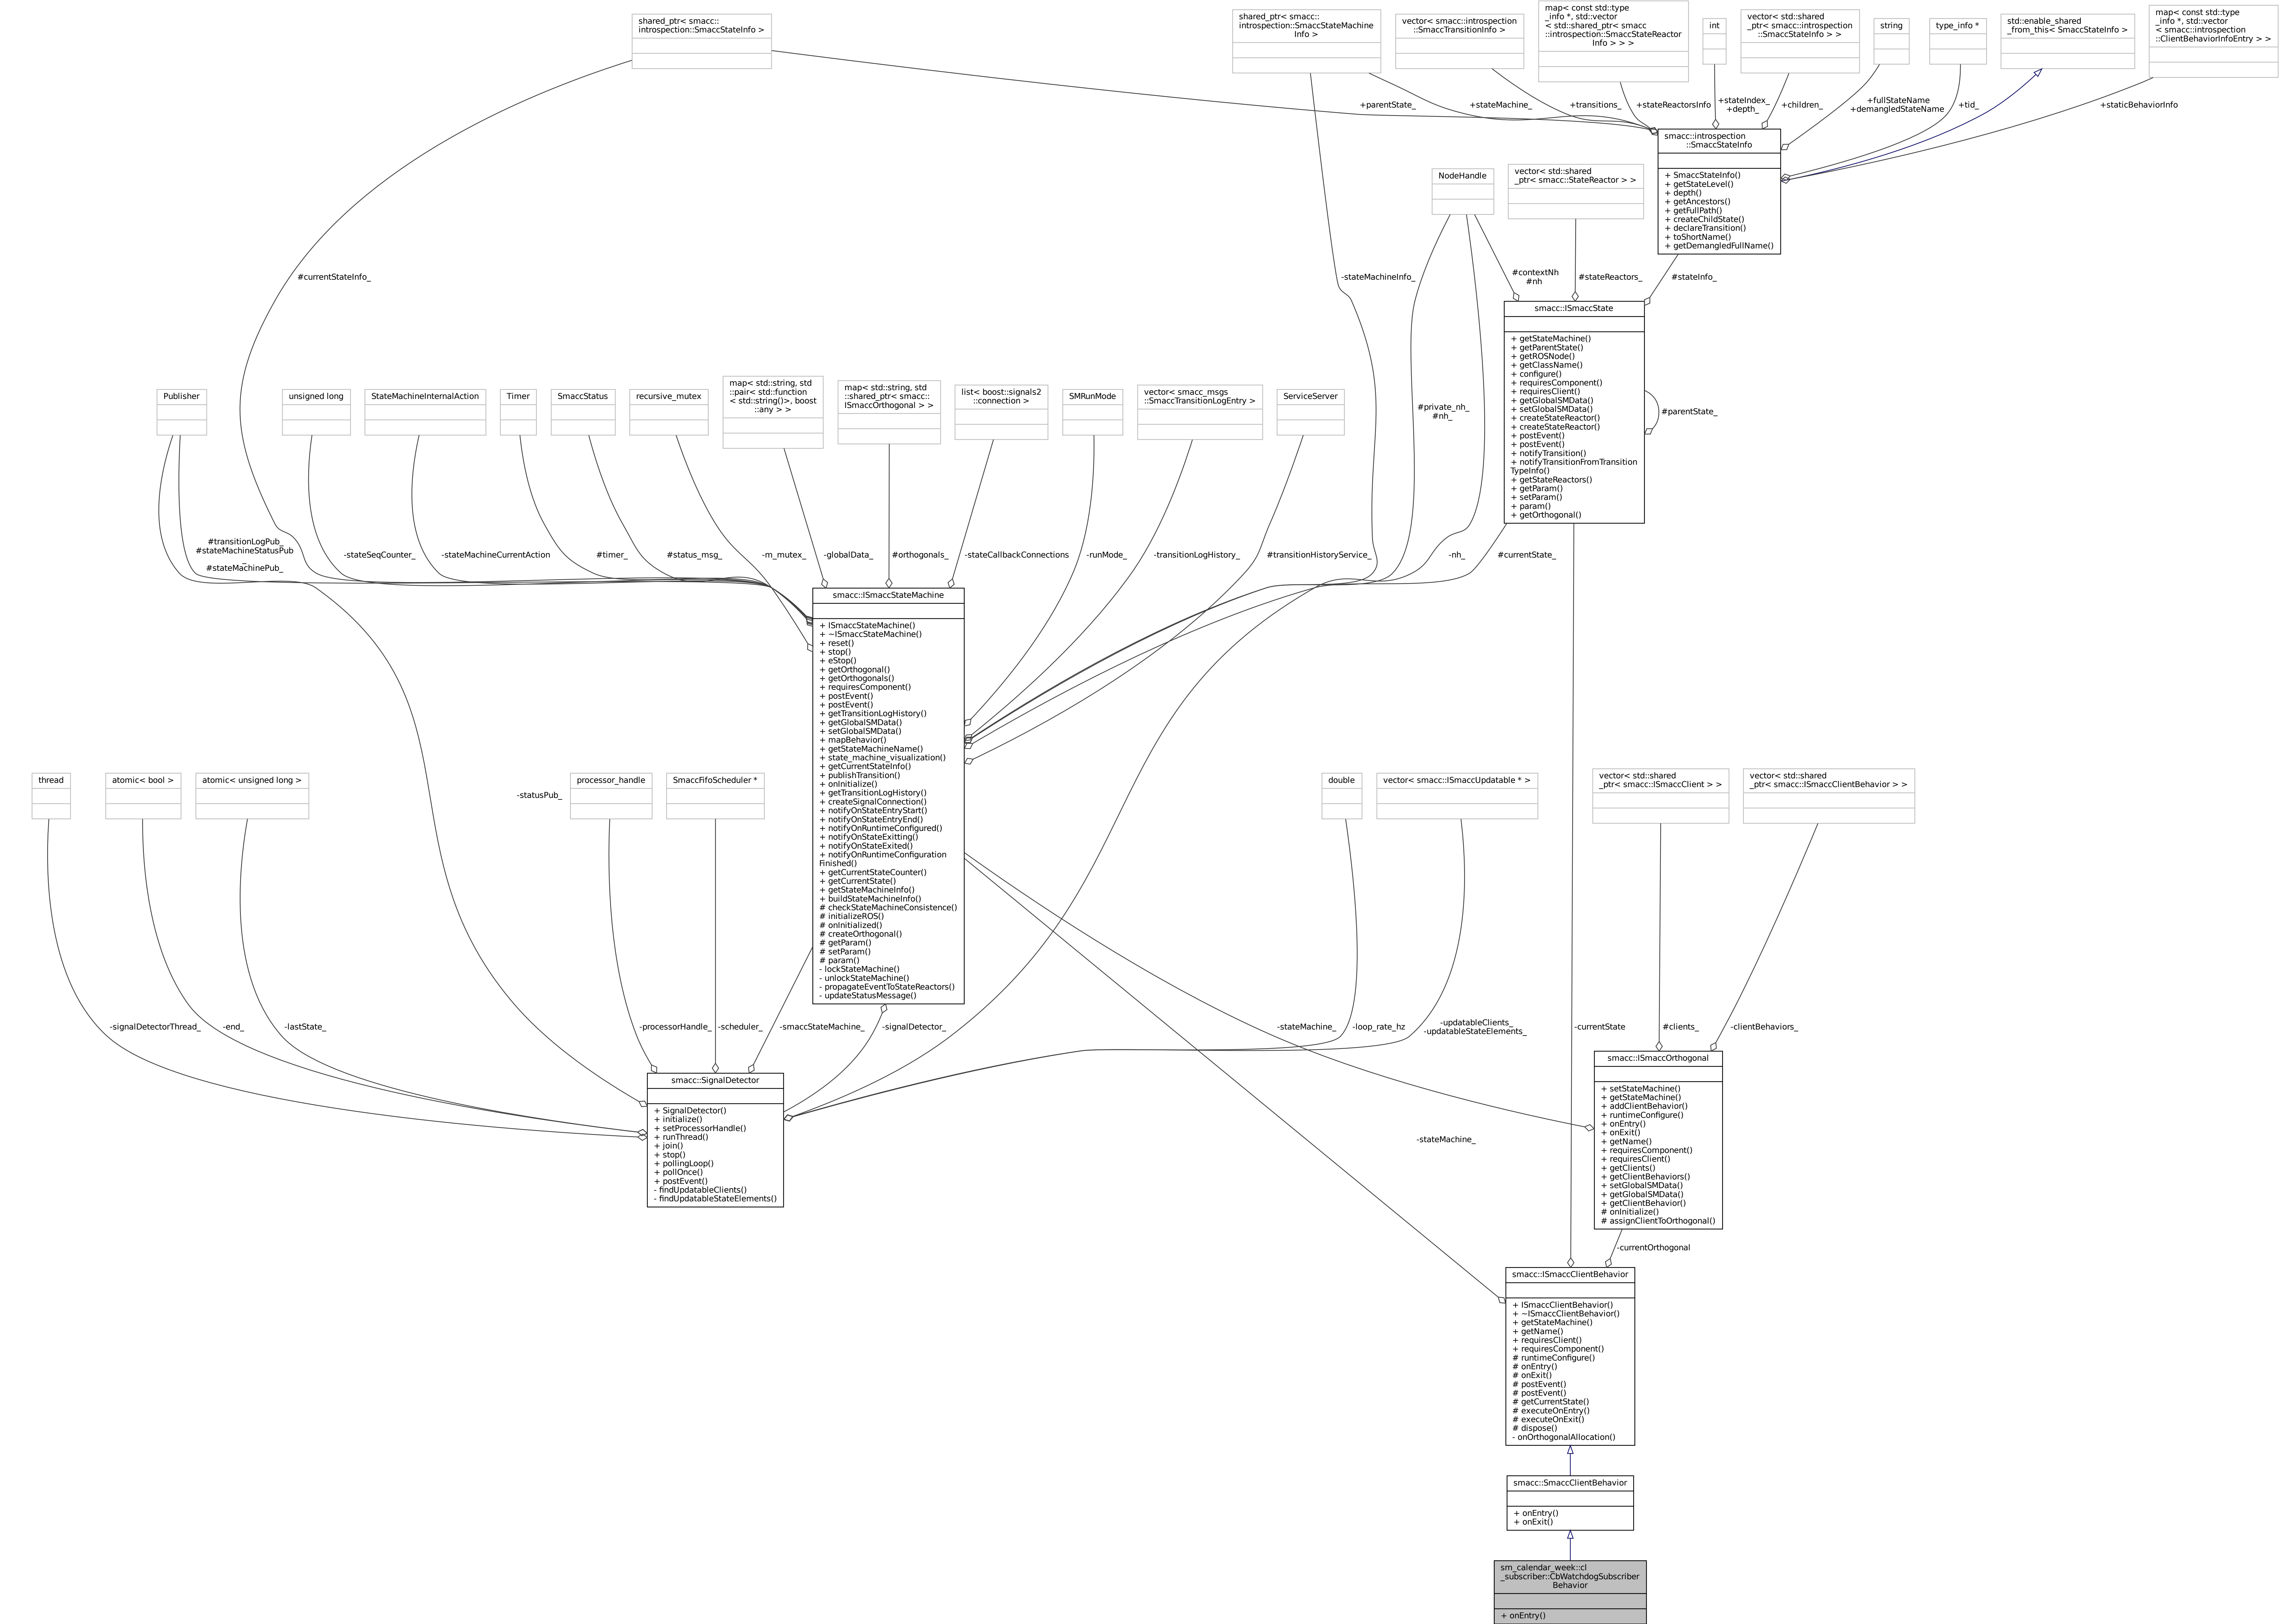 shared_ptr< smacc::
introspection::SmaccStateInfo >
shared_ptr< smacc::
introspection::SmaccStateMachine
Info >
vector< smacc::introspection
::SmaccTransitionInfo >
map< const std::type
_info *, std::vector
< std::shared_ptr< smacc
::introspection::SmaccStateReactor
Info > > >
int
vector< std::shared
_ptr< smacc::introspection
::SmaccStateInfo > >
string
type_info *
std::enable_shared
_from_this< SmaccStateInfo >
map< const std::type
_info *, std::vector
< smacc::introspection
::ClientBehaviorInfoEntry > >
+parentState_
+stateMachine_
+transitions_
+stateReactorsInfo
+stateIndex_
+depth_
+children_
+fullStateName
+demangledStateName
+tid_
+staticBehaviorInfo
smacc::introspection
::SmaccStateInfo
+ SmaccStateInfo()
+ getStateLevel()
+ depth()
+ getAncestors()
+ getFullPath()
+ createChildState()
+ declareTransition()
+ toShortName()
+ getDemangledFullName()
NodeHandle
vector< std::shared
_ptr< smacc::StateReactor > >
#currentStateInfo_
-stateMachineInfo_
#contextNh
#nh
#stateReactors_
#stateInfo_
smacc::ISmaccState
+ getStateMachine()
+ getParentState()
+ getROSNode()
+ getClassName()
+ configure()
+ requiresComponent()
+ requiresClient()
+ getGlobalSMData()
+ setGlobalSMData()
+ createStateReactor()
+ createStateReactor()
+ postEvent()
+ postEvent()
+ notifyTransition()
+ notifyTransitionFromTransition
TypeInfo()
+ getStateReactors()
+ getParam()
+ setParam()
+ param()
+ getOrthogonal()
#parentState_
Publisher
unsigned long
StateMachineInternalAction
Timer
SmaccStatus
recursive_mutex
map< std::string, std
::pair< std::function
< std::string()>, boost
::any > >
map< std::string, std
::shared_ptr< smacc::
ISmaccOrthogonal > >
list< boost::signals2
::connection >
SMRunMode
vector< smacc_msgs
::SmaccTransitionLogEntry >
ServiceServer
#private_nh_
#nh_
#transitionLogPub_
#stateMachineStatusPub
_
#stateMachinePub_
-stateSeqCounter_
-stateMachineCurrentAction
#timer_
#status_msg_
-m_mutex_
-globalData_
#orthogonals_
-stateCallbackConnections
-runMode_
-transitionLogHistory_
#transitionHistoryService_
-nh_
#currentState_
smacc::ISmaccStateMachine
+ ISmaccStateMachine()
+ ~ISmaccStateMachine()
+ reset()
+ stop()
+ eStop()
+ getOrthogonal()
+ getOrthogonals()
+ requiresComponent()
+ postEvent()
+ postEvent()
+ getTransitionLogHistory()
+ getGlobalSMData()
+ setGlobalSMData()
+ mapBehavior()
+ getStateMachineName()
+ state_machine_visualization()
+ getCurrentStateInfo()
+ publishTransition()
+ onInitialize()
+ getTransitionLogHistory()
+ createSignalConnection()
+ notifyOnStateEntryStart()
+ notifyOnStateEntryEnd()
+ notifyOnRuntimeConfigured()
+ notifyOnStateExitting()
+ notifyOnStateExited()
+ notifyOnRuntimeConfiguration
Finished()
+ getCurrentStateCounter()
+ getCurrentState()
+ getStateMachineInfo()
+ buildStateMachineInfo()
# checkStateMachineConsistence()
# initializeROS()
# onInitialized()
# createOrthogonal()
# getParam()
# setParam()
# param()
- lockStateMachine()
- unlockStateMachine()
- propagateEventToStateReactors()
- updateStatusMessage()
thread
atomic< bool >
atomic< unsigned long >
-statusPub_
processor_handle
SmaccFifoScheduler *
double
vector< smacc::ISmaccUpdatable * >
vector< std::shared
_ptr< smacc::ISmaccClient > >
vector< std::shared
_ptr< smacc::ISmaccClientBehavior > >
-signalDetectorThread_
-end_
-lastState_
-processorHandle_
-scheduler_
-smaccStateMachine_
-signalDetector_
-stateMachine_
-loop_rate_hz
-updatableClients_
-updatableStateElements_
-currentState
#clients_
-clientBehaviors_
smacc::SignalDetector
+ SignalDetector()
+ initialize()
+ setProcessorHandle()
+ runThread()
+ join()
+ stop()
+ pollingLoop()
+ pollOnce()
+ postEvent()
- findUpdatableClients()
- findUpdatableStateElements()
smacc::ISmaccOrthogonal
+ setStateMachine()
+ getStateMachine()
+ addClientBehavior()
+ runtimeConfigure()
+ onEntry()
+ onExit()
+ getName()
+ requiresComponent()
+ requiresClient()
+ getClients()
+ getClientBehaviors()
+ setGlobalSMData()
+ getGlobalSMData()
+ getClientBehavior()
# onInitialize()
# assignClientToOrthogonal()
-stateMachine_
-currentOrthogonal
smacc::ISmaccClientBehavior
+ ISmaccClientBehavior()
+ ~ISmaccClientBehavior()
+ getStateMachine()
+ getName()
+ requiresClient()
+ requiresComponent()
# runtimeConfigure()
# onEntry()
# onExit()
# postEvent()
# postEvent()
# getCurrentState()
# executeOnEntry()
# executeOnExit()
# dispose()
- onOrthogonalAllocation()
smacc::SmaccClientBehavior
+ onEntry()
+ onExit()
sm_calendar_week::cl
_subscriber::CbWatchdogSubscriber
Behavior
+ onEntry()